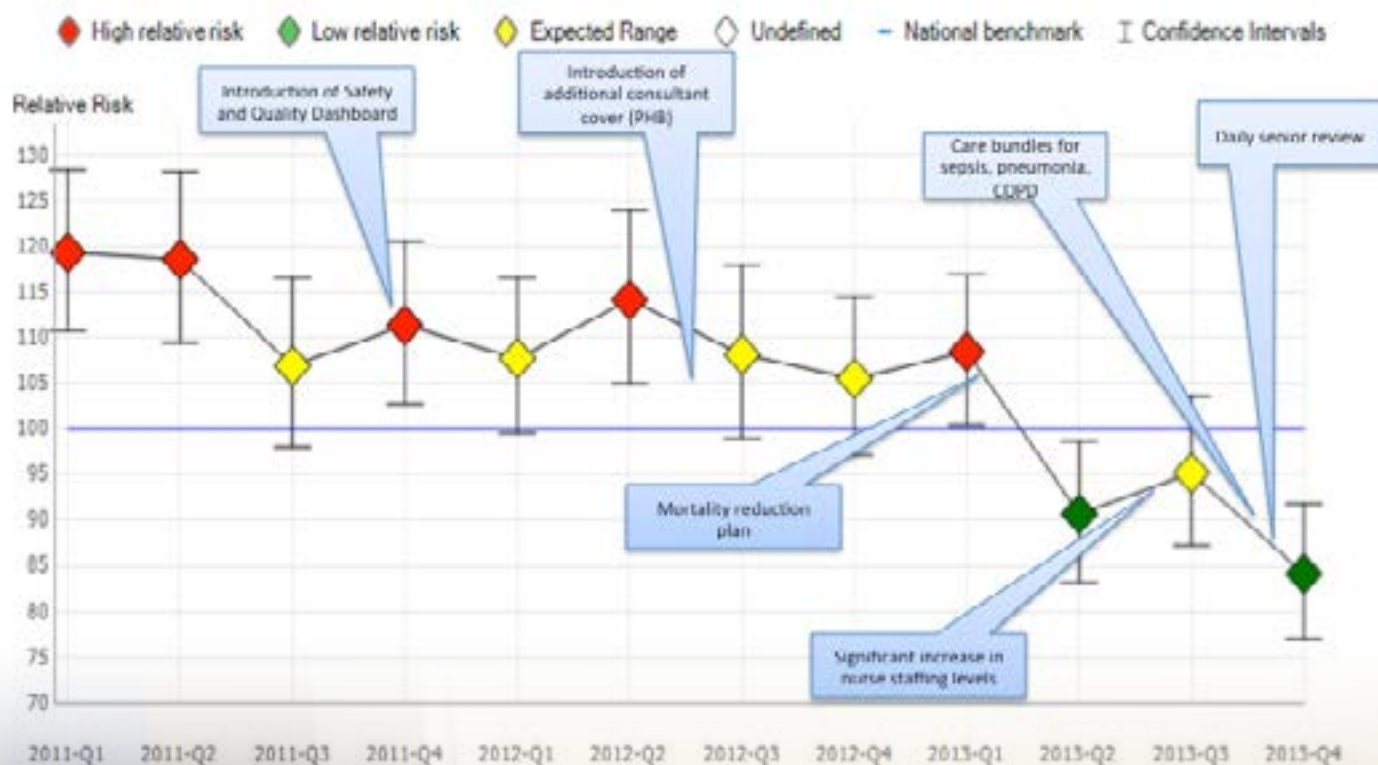 High relative risk
Low relative risk
Expected Range
Undefined
National benchmark
Confidence Intervals
Relative Risk
Introduction of Safety
and Quality Dashboard
Introduction of
additional consultant
cover (PHB)
Care bundles for
sepsis, pneumonia,
COPD
Daily senior review
130
125
120
115
110
105
100
95
90
85
80
75
70
Mortality reduction
plan
Significant increase in
nurse staffing levels
2011-Q1
2011-Q2
2011-Q3
2011-Q4
2012-Q1
2012-Q2
2012-Q3
2012-Q4
2013-Q1
2013-Q2
2013-Q3
2013-Q4